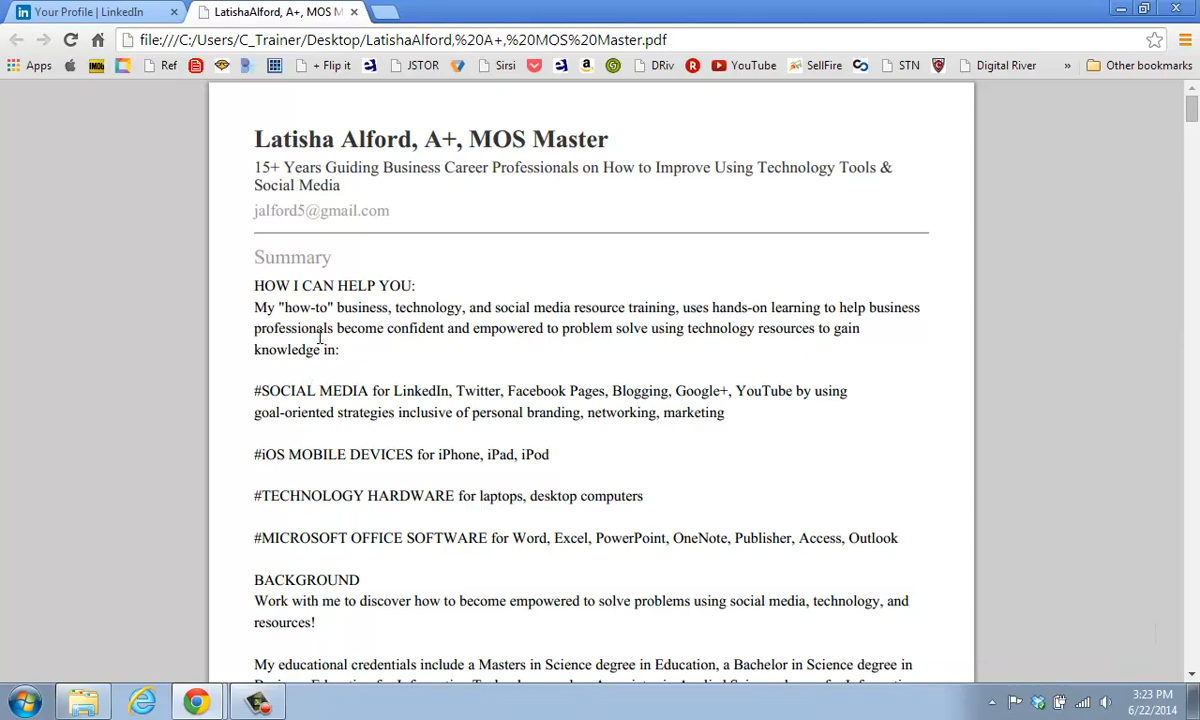 Your Profile | LinkedIn
LatishaAlford, A+, MOS M
file:///C:/Users/C_Trainer/Desktop/LatishaAlford,%20A+,%20MOS%20Master.pdf
Apps Ref + Flip it JSTOR Sirsi DRiv YouTube SellFire STN Digital River » Other bookmarks
Latisha Alford, A+, MOS Master
15+ Years Guiding Business Career Professionals on How to Improve Using Technology Tools &
Social Media
jalford5@gmail.com
Summary
HOW I CAN HELP YOU:
My "how-to" business, technology, and social media resource training, uses hands-on learning to help business
professionals become confident and empowered to problem solve using technology resources to gain
knowledge in:
#SOCIAL MEDIA for LinkedIn, Twitter, Facebook Pages, Blogging, Google+, YouTube by using
goal-oriented strategies inclusive of personal branding, networking, marketing
#iOS MOBILE DEVICES for iPhone, iPad, iPod
#TECHNOLOGY HARDWARE for laptops, desktop computers
#MICROSOFT OFFICE SOFTWARE for Word, Excel, PowerPoint, OneNote, Publisher, Access, Outlook
BACKGROUND
Work with me to discover how to become empowered to solve problems using social media, technology, and
resources!
My educational credentials include a Masters in Science degree in Education, a Bachelor in Science degree in
3:23 PM
6/22/2014